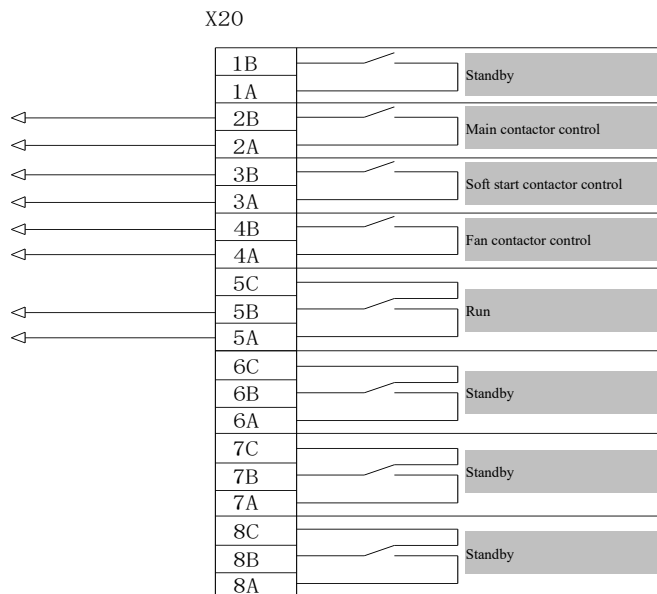 X20
1B
Standby
1A
2B
Main contactor control
2A
3B
Soft start contactor control
3A
4B
Fan contactor control
4A
5C
5B
Run
5A
6C
6B
Standby
6A
7C
7B
Standby
7A
8C
8B
Standby
8A